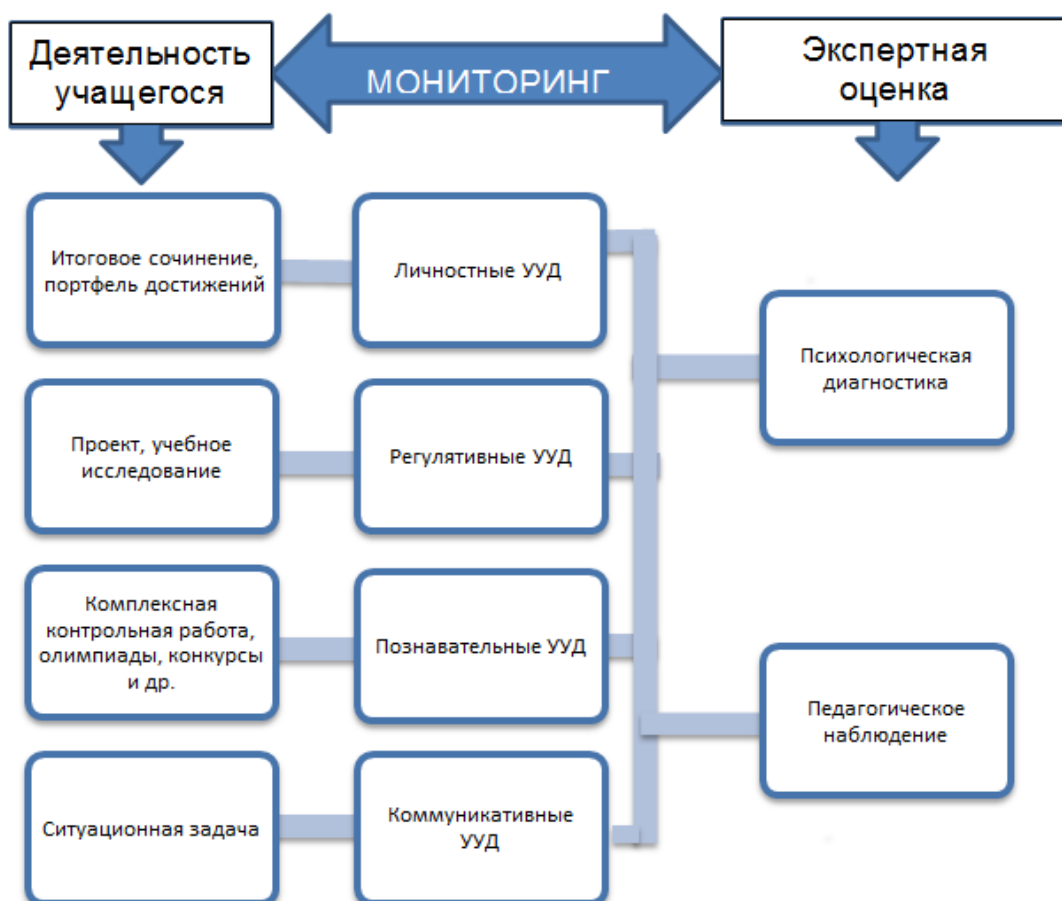 Деятельность
учащегося
МОНИТОРИНГ
Экспертная
оценка
Итоговое сочинение,
портфель достижений
Личностные УУД
Психологическая
диагностика
Проект, учебное
исследование
Регулятивные УУД
Комплексная
контрольная работа,
олимпиады, конкурсы
и др.
Познавательные УУД
Педагогическое
наблюдение
Ситуационная задача
Коммуникативные
УУД